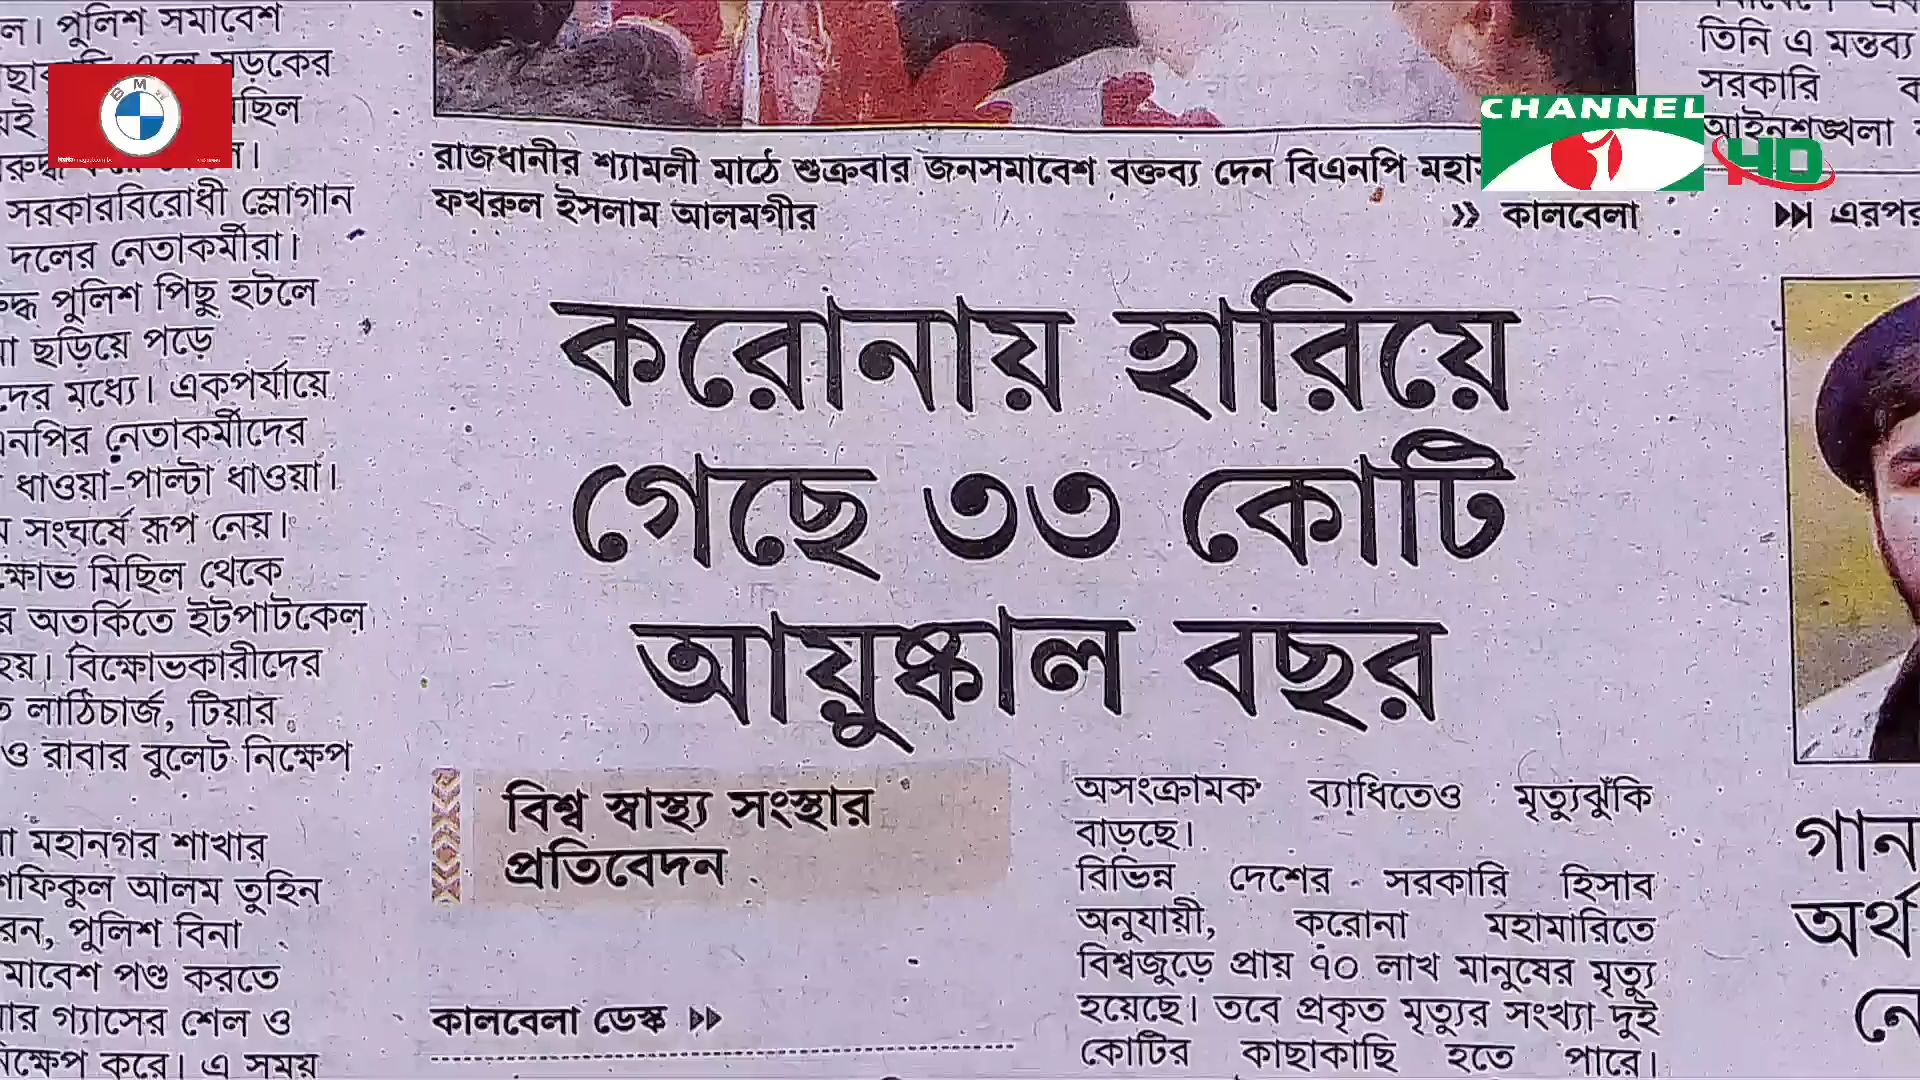 ল। পুলিশ সমাবেশ
সড়কের
মিছিল
সরকারবিরোধী স্লোগান
দলের নেতাকর্মীরা।
পুলিশ পিছু হটলে
ছড়িয়ে পড়ে
মধ্যে। একপর্যায়ে
নেতাকর্মীদের
ধাওয়া-পাল্টা ধাওয়া।
সংঘর্ষে রূপ নেয়।
মিছিল থেকে
অতর্কিতে ইটপাটকেল
হয়। বিক্ষোভকারীদের
লাঠিচার্জ, টিয়ার
ও রাবার বুলেট নিক্ষেপ
মহানগর শাখার
শফিকুল আলম তুহিন
পুলিশ বিনা
পণ্ড করতে
গ্যাসের শেল ও
করে। এ সময়
BMW
CHANNEL
HD
রাজধানীর শ্যামলী মাঠে শুক্রবার জনসমাবেশ বক্তব্য দেন বিএনপি
ফখরুল ইসলাম আলমগীর
কালবেলা
করোনায় হারিয়ে
গেছে ৩৩ কোটি
আয়ুষ্কাল বছর
বিশ্ব স্বাস্থ্য সংস্থার
প্রতিবেদন
কালবেলা ডেস্ক
অসংক্রামক ব্যাধিতেও মৃত্যুঝুঁকি
বাড়ছে।
বিভিন্ন দেশের সরকারি হিসাব
অনুযায়ী, করোনা মহামারিতে
বিশ্বজুড়ে প্রায় ৭০ লাখ মানুষের মৃত্যু
হয়েছে। তবে প্রকৃত মৃত্যুর সংখ্যা দুই
কোটির কাছাকাছি হতে পারে।
তিনি এ মন্তব্য
সরকারি
আইনশৃঙ্খলা
গান
অর্থ